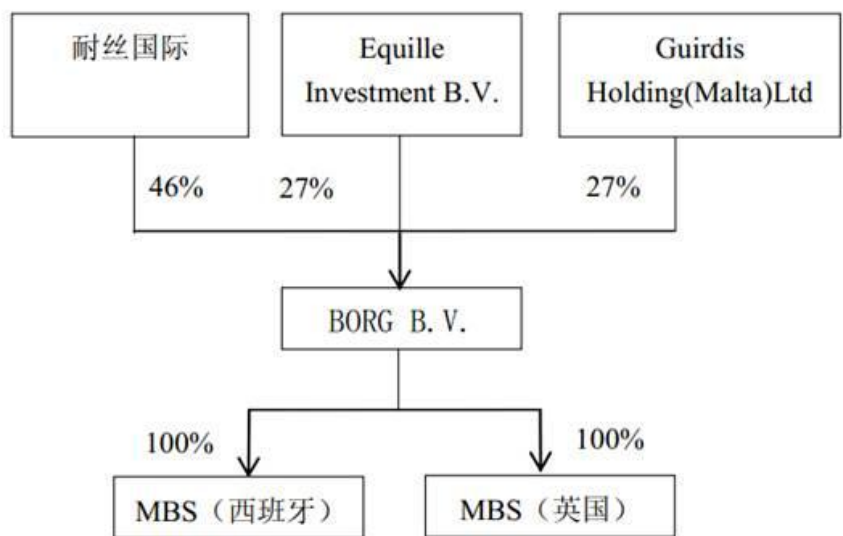 耐丝国际
Equille
Investment B.V.
Guirdis
Holding(Malta)Ltd
46%
27%
27%
BORG B.V.
100%
100%
MBS（西班牙）
MBS（英国）